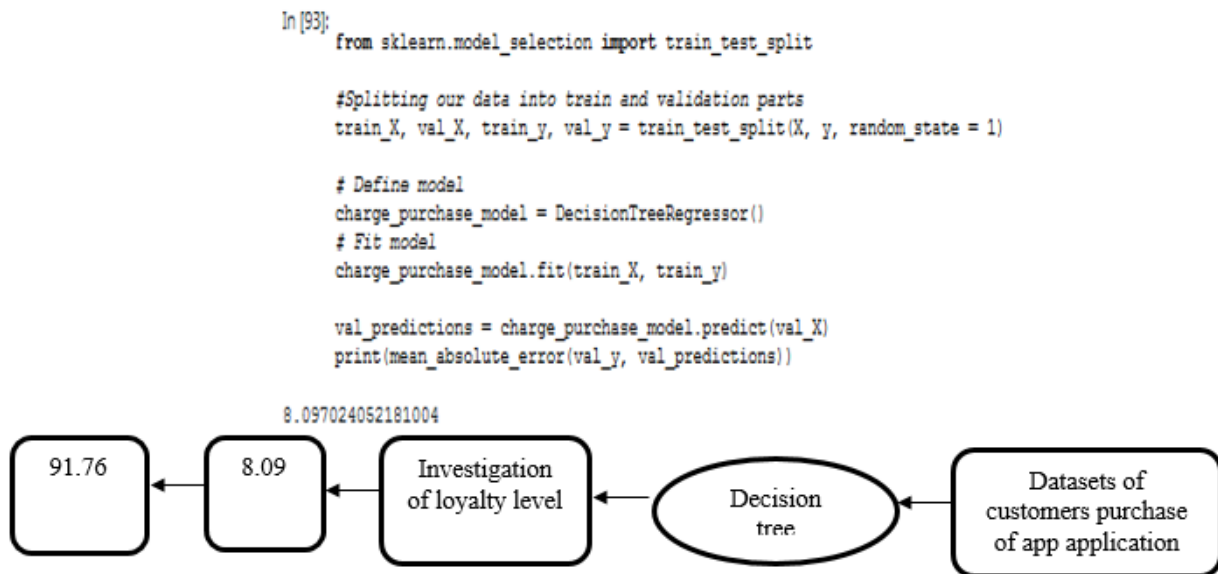 In [93]:
from sklearn.model_selection import train_test_split
#Splitting our data into train and validation parts
train_X, val_X, train_y, val_y = train_test_split(X, y, random_state = 1)
# Define model
charge_purchase_model = DecisionTreeRegressor()
# Fit model
charge_purchase_model.fit(train_X, train_y)
val_predictions = charge_purchase_model.predict(val_X)
print(mean_absolute_error(val_y, val_predictions))
8.097024052181004
91.76
8.09
Investigation
of loyalty level
Decision
tree
Datasets of
customers purchase
of app application